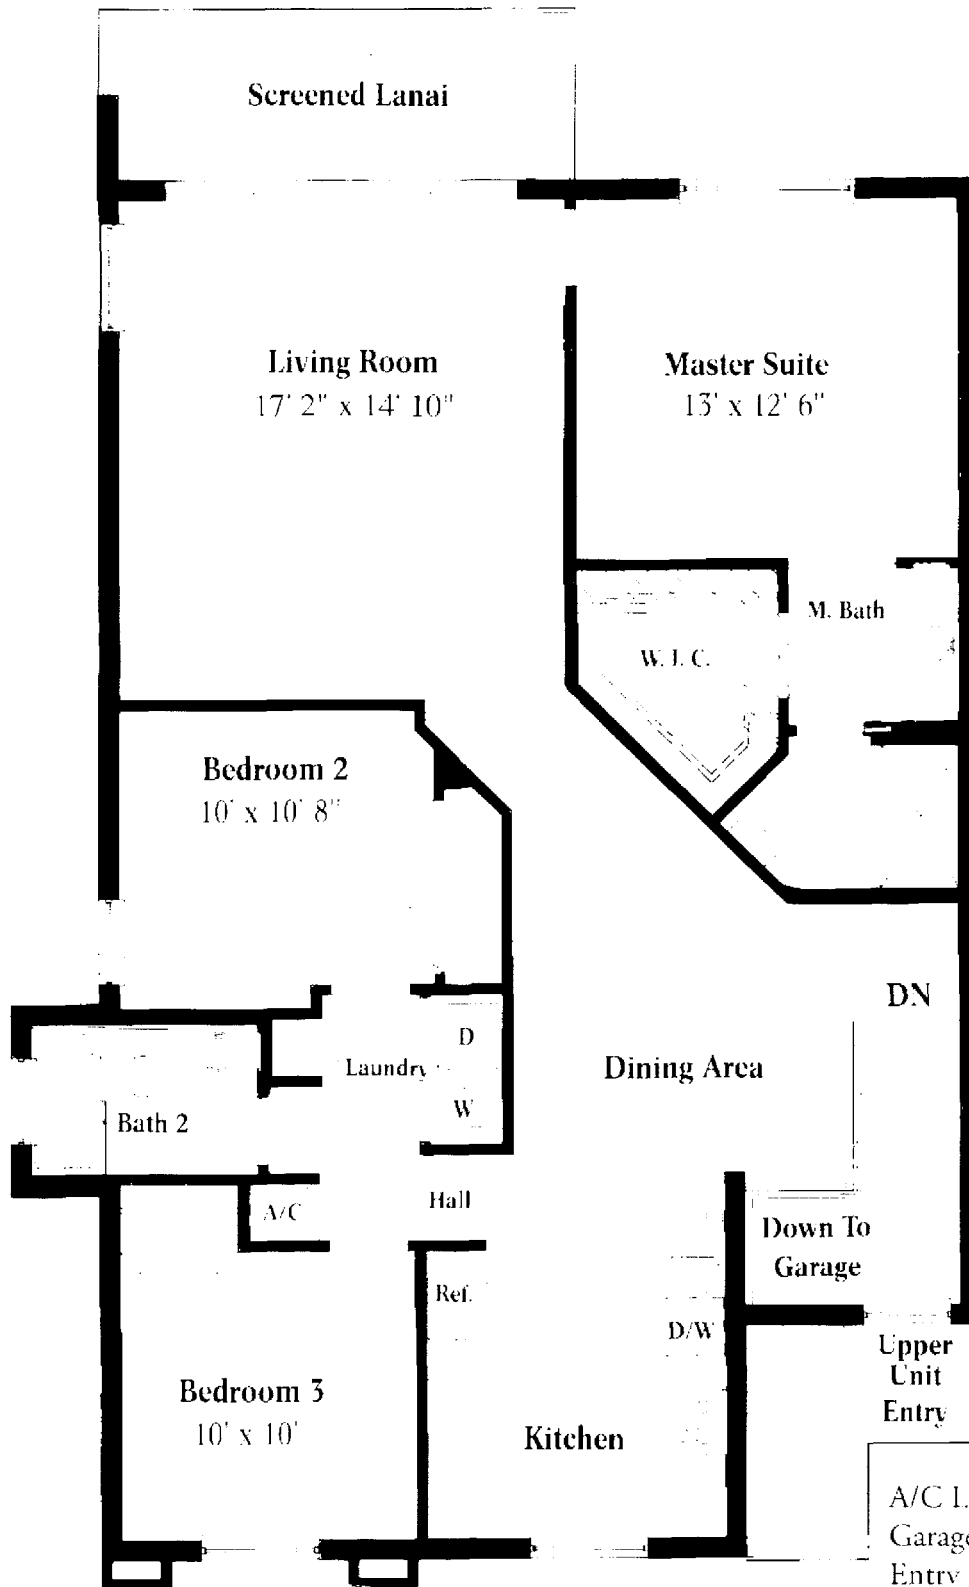 Screened Lanai
Living Room
17' 2" x 14' 10"
Master Suite
13' x 12' 6"
M. Bath
W. I. C.
Bedroom 2
10' x 10' 8"
DN
D
Laundry
Dining Area
W
Bath 2
A/C
Hall
Down To
Garage
Ref.
D/W
Upper
Unit
Entry
Bedroom 3
10' x 10'
Kitchen
A/C
Garage
Entry